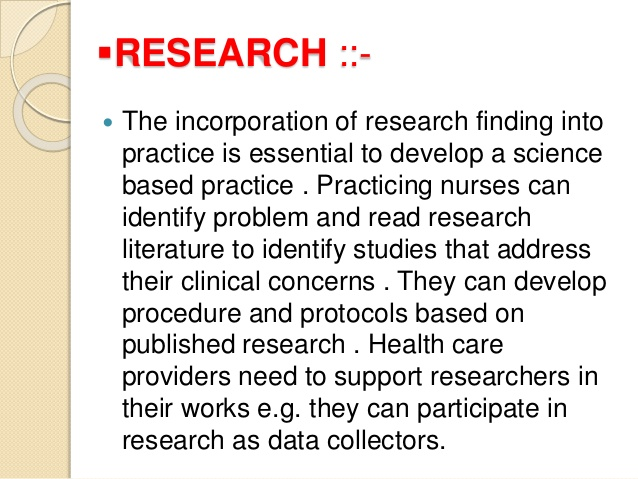 ▪RESEARCH ::-
• The incorporation of research finding into
practice is essential to develop a science
based practice . Practicing nurses can
identify problem and read research
literature to identify studies that address
their clinical concerns . They can develop
procedure and protocols based on
published research . Health care
providers need to support researchers in
their works e.g. they can participate in
research as data collectors.